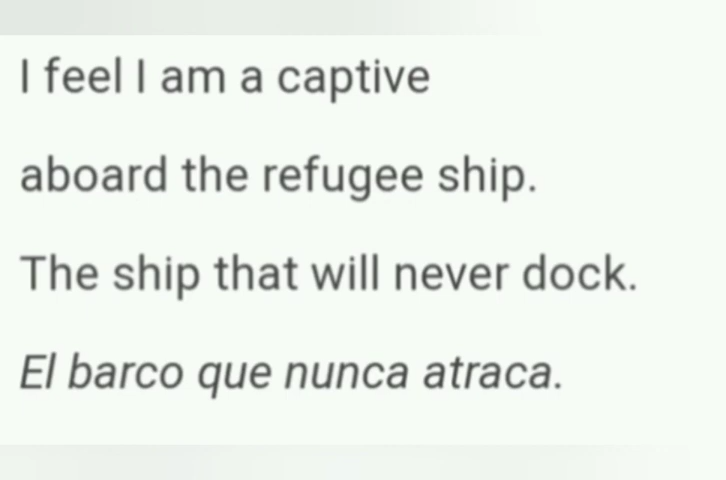 I feel I am a captive
aboard the refugee ship.
The ship that will never dock.
El barco que nunca atraca.